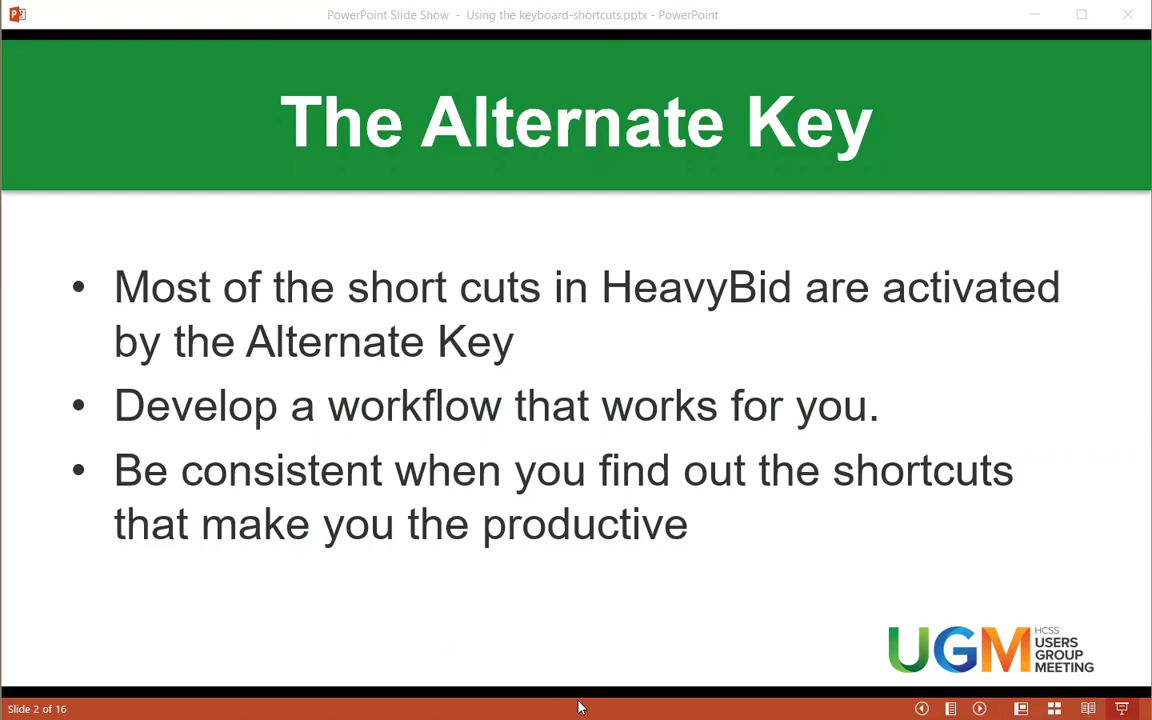 PowerPoint Slide Show - Using the keyboard-shortcuts.pptx - PowerPoint
The Alternate Key
• Most of the short cuts in HeavyBid are activated
by the Alternate Key
• Develop a workflow that works for you.
• Be consistent when you find out the shortcuts
that make you the productive
UGM
HCSS
USERS
GROUP
MEETING
Slide 2 of 16